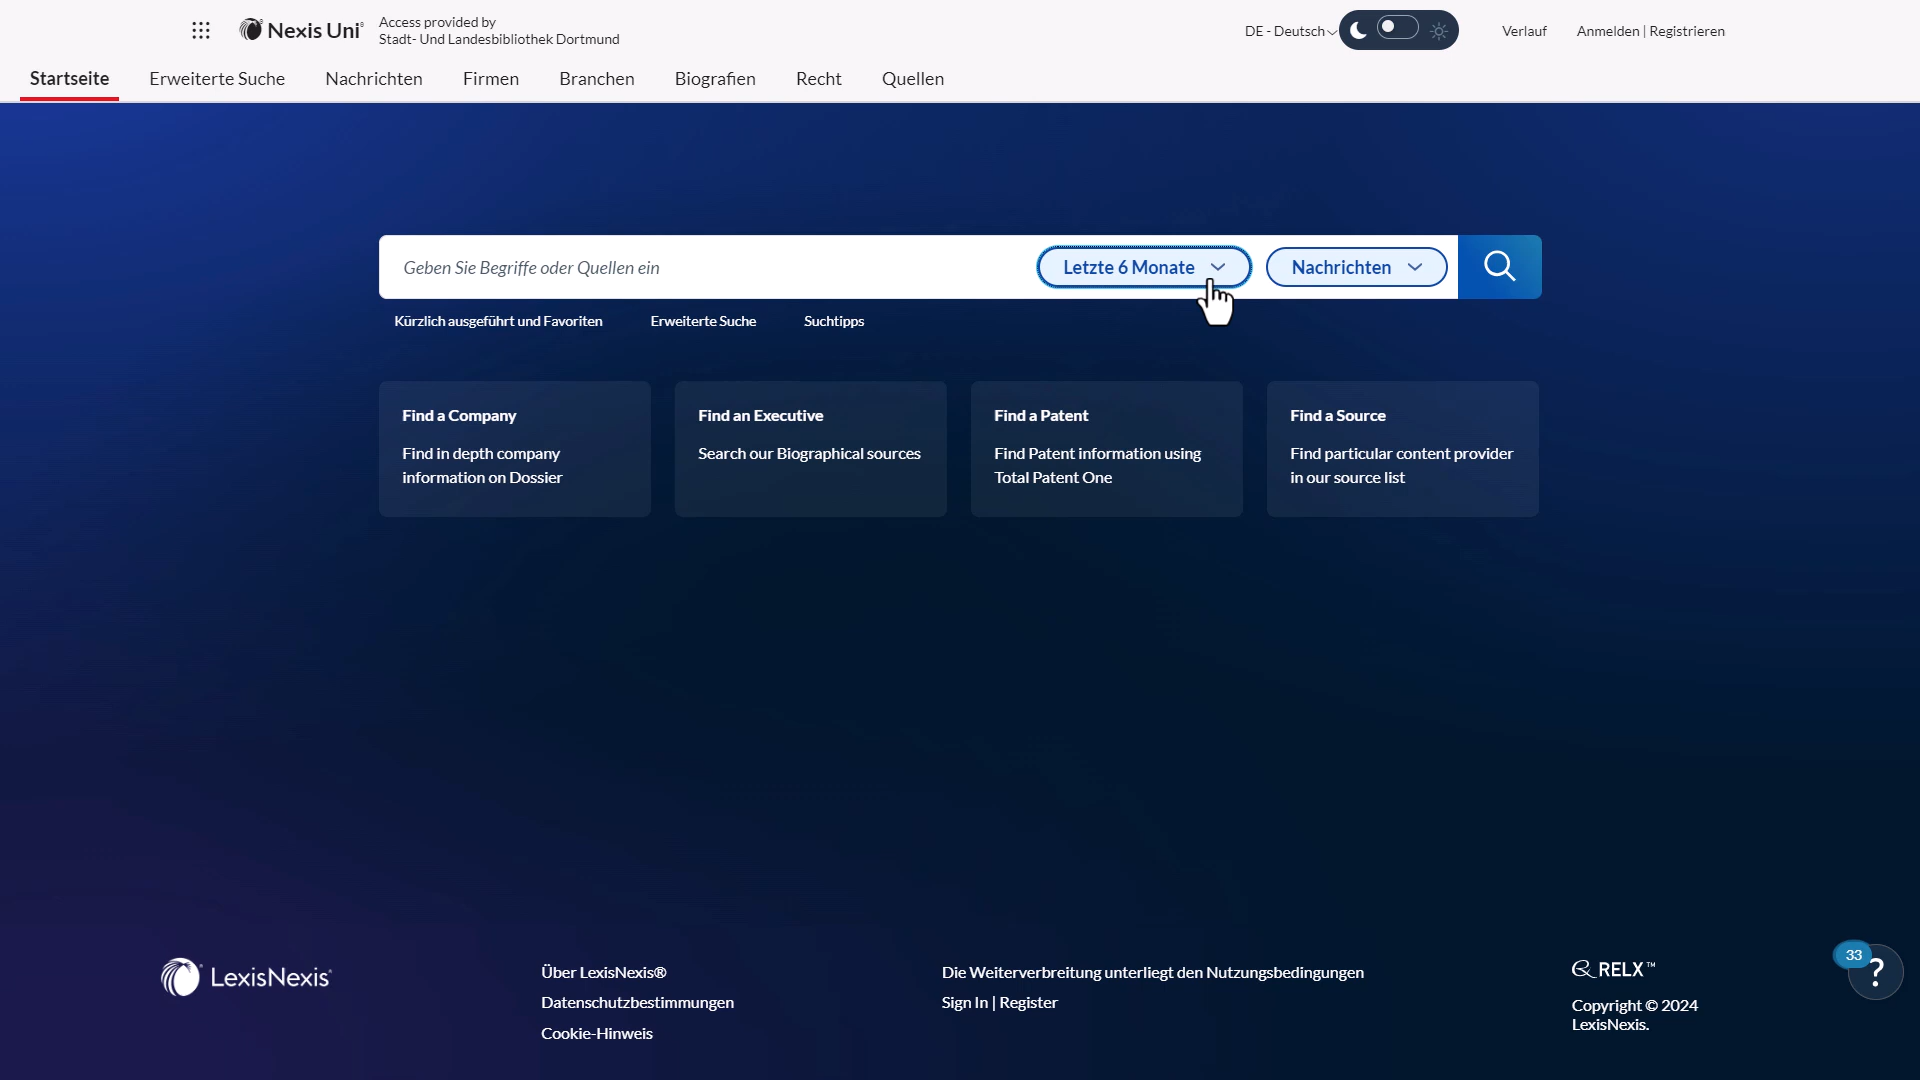 Nexis Uni®
Access provided by
Stadt- Und Landesbibliothek Dortmund
DE - Deutsch
Verlauf
Anmelden | Registrieren
Startseite
Erweiterte Suche
Nachrichten
Firmen
Branchen
Biografien
Recht
Quellen
Geben Sie Begriffe oder Quellen ein
Letzte 6 Monate
Nachrichten
Kürzlich ausgeführt und Favoriten
Erweiterte Suche
Suchtipps
Find a Company
Find in depth company
information on Dossier
Find an Executive
Search our Biographical sources
Find a Patent
Find Patent information using
Total Patent One
Find a Source
Find particular content provider
in our source list
LexisNexis®
Über LexisNexis®
Datenschutzbestimmungen
Cookie-Hinweis
Die Weiterverbreitung unterliegt den Nutzungsbedingungen
Sign In | Register
RELX™
Copyright © 2024
LexisNexis.
33
?